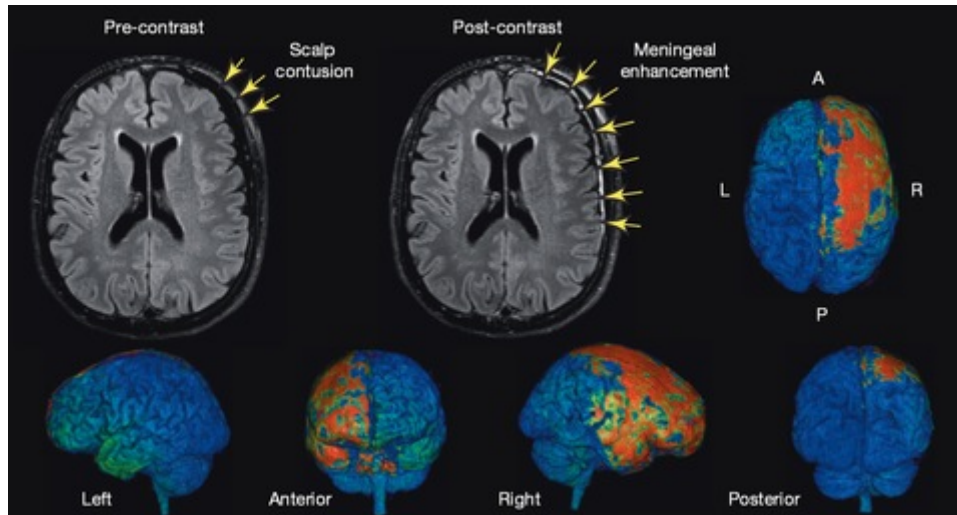 Pre-contrast
Scalp
contusion
Post-contrast
Meningeal
enhancement
A
L
R
P
Left
Anterior
Right
Posterior